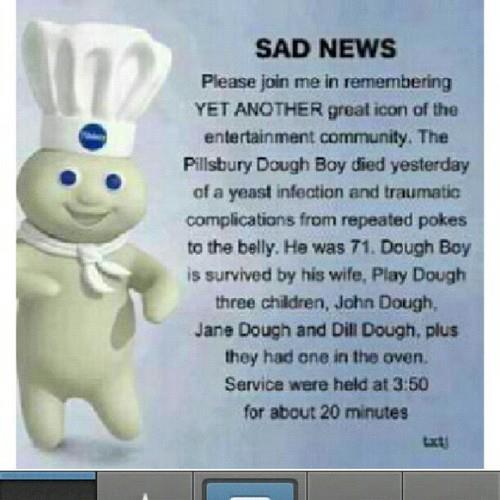 SAD NEWS
Please join me in remembering
YET ANOTHER great icon of the
entertainment community. The
Pillsbury Dough Boy died yesterday
of a yeast infection and traumatic
complications from repeated pokes
to the belly. He was 71. Dough Boy
is survived by his wife, Play Dough
three children, John Dough,
Jane Dough and Dill Dough, plus
they had one in the oven.
Service were held at 3:50
for about 20 minutes
txtj